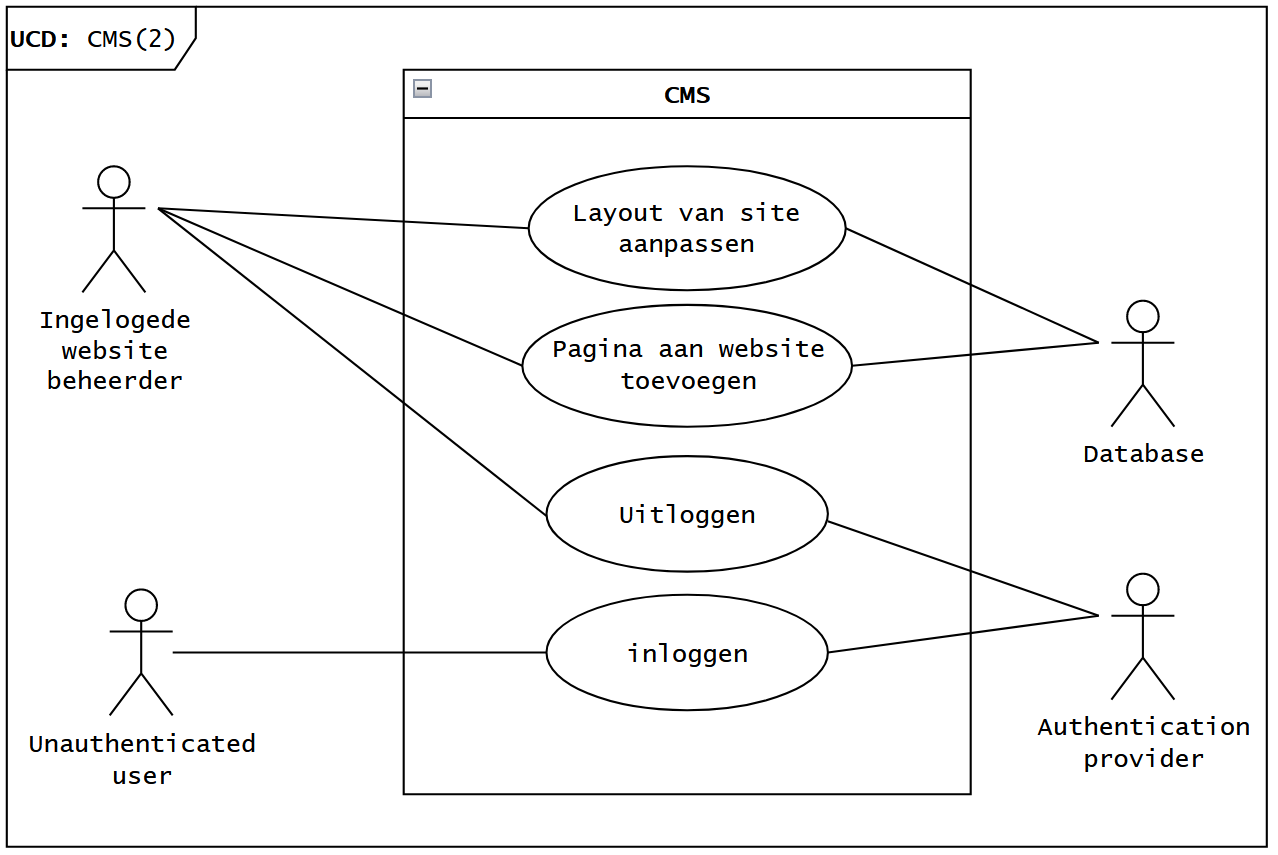 UCD: CMS(2)
CMS
Layout van site
aanpassen
Pagina aan website
toevoegen
Uitloggen
inloggen
Ingelogede
website
beheerder
Unauthenticated
user
Database
Authentication
provider